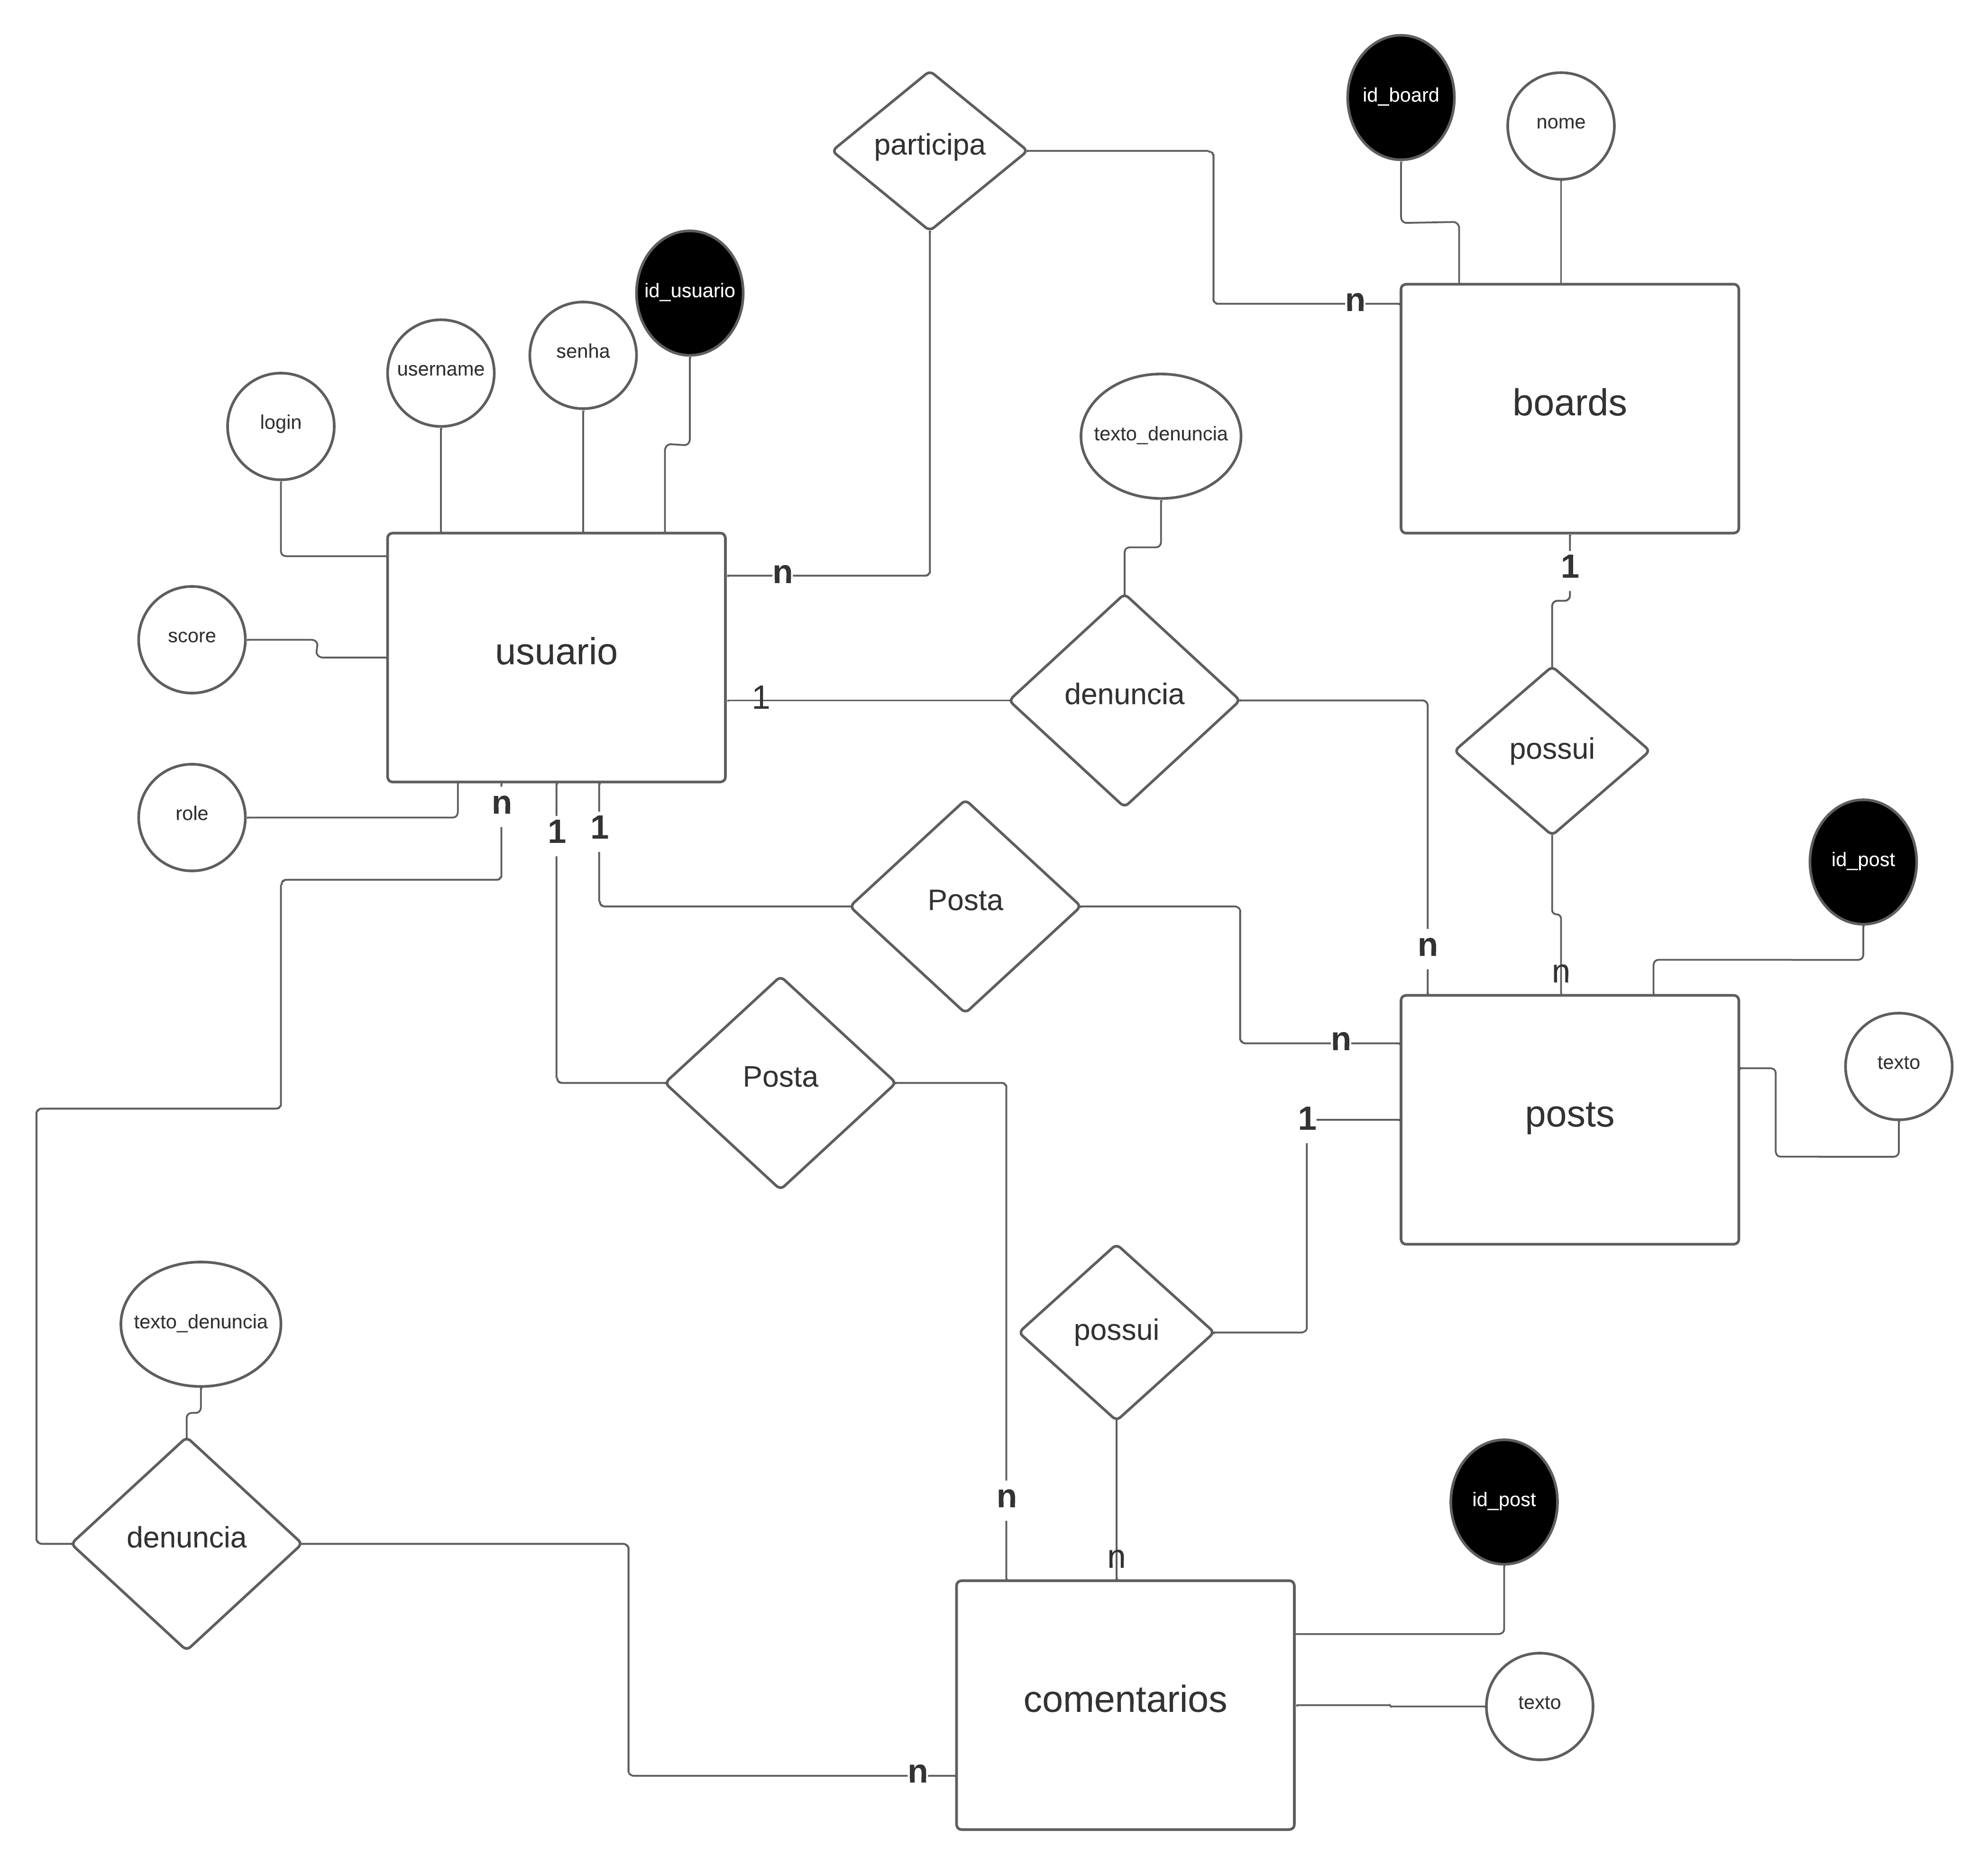 id_board
nome
participa
id_usuario
n
senha
username
boards
login
texto_denuncia
1
n
score
usuario
denuncia
1
possui
role
n
1
1
id_post
Posta
n
n
n
texto
Posta
posts
1
texto_denuncia
possui
n
id_post
denuncia
n
comentarios
texto
n